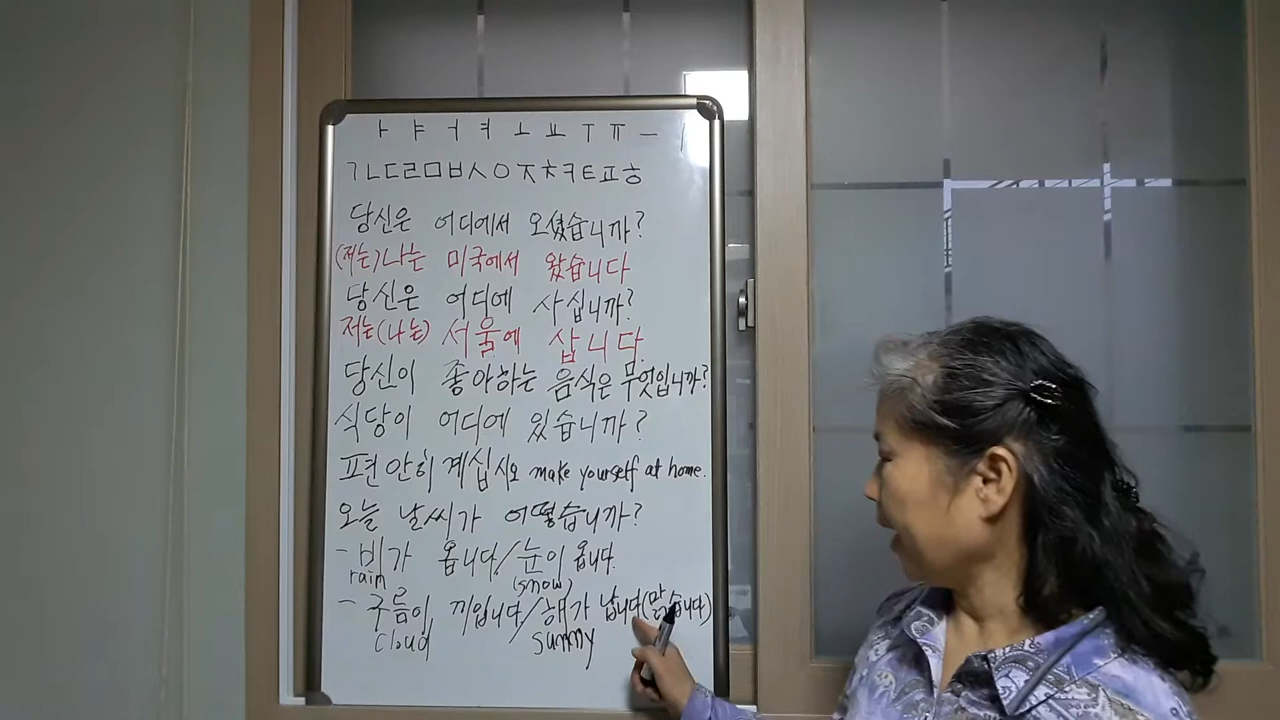 ㅏ ㅑ ㅓ ㅕ ㅗ ㅛ ㅜ ㅠ ㅡ ㅣ
ㄱㄴㄷㄹㅁㅂㅅㅇㅈㅊㅋㅌㅍㅎ
당신은 어디에서 오셨습니까?
(저는)나는 미국에서 왔습니다
당신은 어디에 사십니까?
저는(나는) 서울에 삽니다
당신이 좋아하는 음식은 무엇입니까?
식당이 어디에 있습니까?
편안히 계십시오 make yourself at home.
오늘 날씨가 어떻습니까?
- 비가 옵니다/눈이 옵니다.
rain (snow)
- 구름이 끼입니다/해가 납니다(맑습니다)
cloud sunny